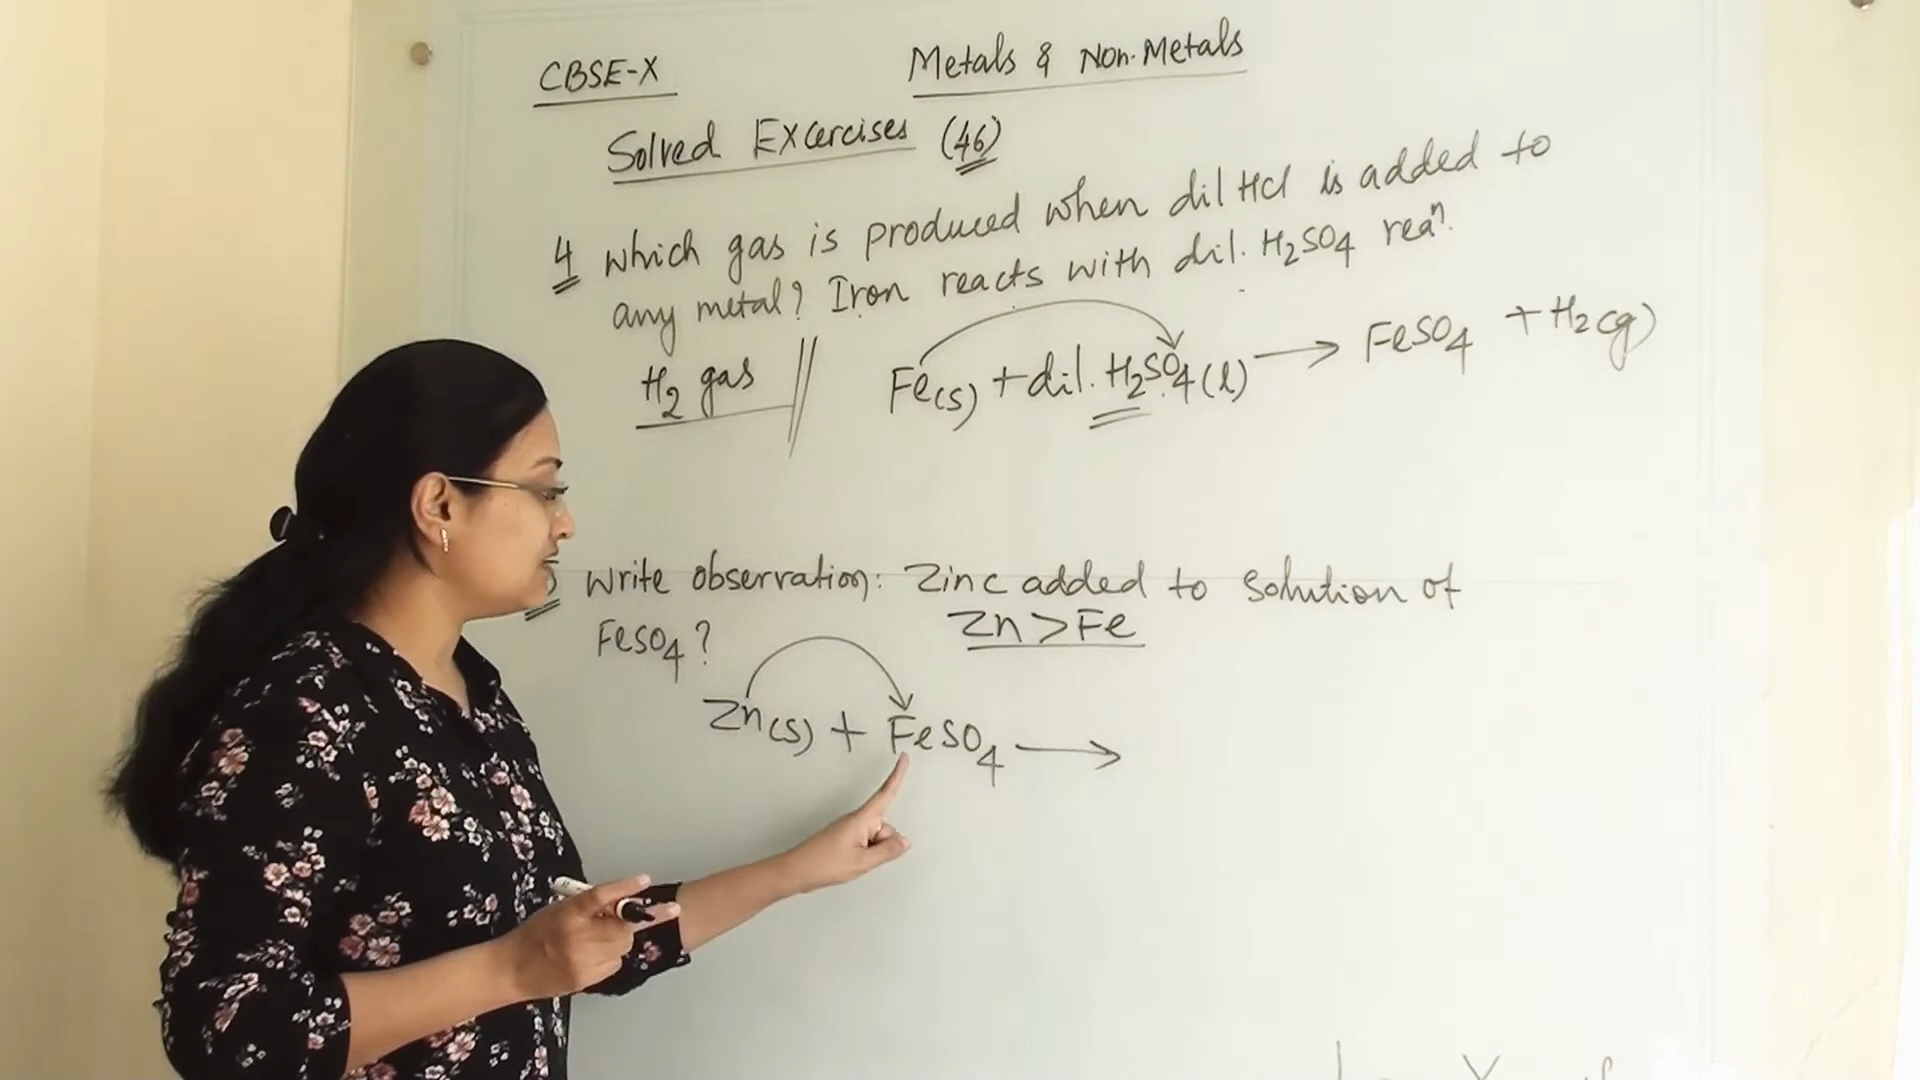 CBSE-X
Metals & Non-Metals
Solved Excercises (46)
4 Which gas is produced when dil HCl is added to
any metal? Iron reacts with dil. H₂SO₄ reaⁿ.
H₂ gas
Fe(s) + dil. H₂SO₄(l) → FeSO₄ + H₂(g)
Write observation: Zinc added to solution of
FeSO₄?
Zn > Fe
Zn(s) + FeSO₄ →